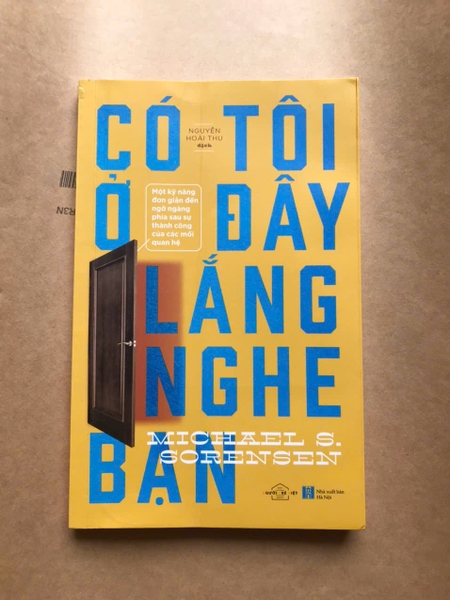 CÓ TÔI
NGUYỄN
HOÀI THU
dịch
Ở ĐÂY
Một kỹ năng
đơn giản đến
ngỡ ngàng
phía sau sự
thành công
của các mối
quan hệ
LẮNG
NGHE
MICHAEL S.
SORENSEN
BẠN
Nhà xuất bản
Hà Nội